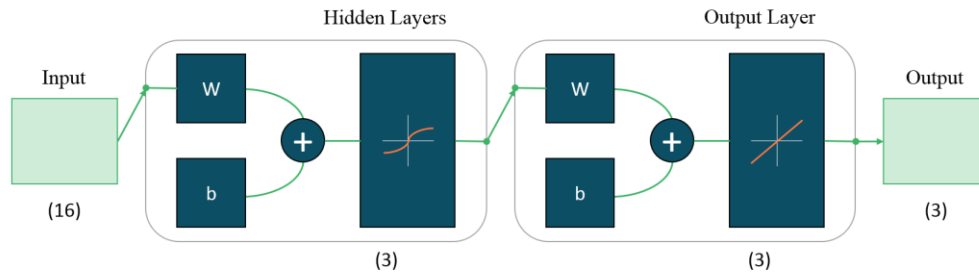 Hidden Layers
Output Layer
Input
W
b
+
(16)
(3)
W
b
+
(3)
Output
(3)